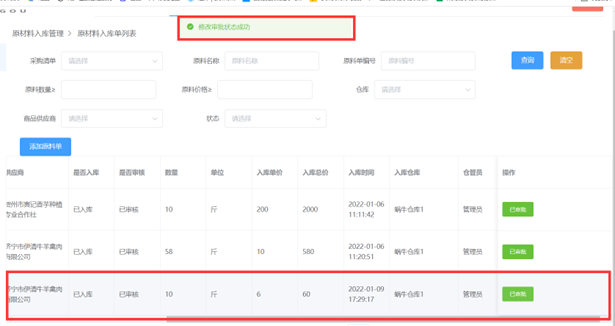 修改审批状态成功
原材料入库管理 > 原材料入库单列表
采购清单 请选择 原料名称 原料名称 原料单编号 原料编号 查询 清空
原料数量≥ 原料价格≥ 仓库 请选择
商品供应商 请选择 状态 请选择
添加原料单
供应商 是否入库 是否审核 数量 单位 入库单价 入库总价 入库时间 入库仓库 仓管员 操作
池州市赛记香芋种植
专业合作社 已入库 已审核 10 斤 200 2000 2022-01-06
11:11:42 蜗牛仓库1 管理员 已审批
济宁市伊清牛羊禽肉
有限公司 已入库 已审核 58 斤 10 580 2022-01-06
11:20:51 蜗牛仓库1 管理员 已审批
济宁市伊清牛羊禽肉
有限公司 已入库 已审核 10 斤 6 60 2022-01-09
17:29:17 蜗牛仓库1 管理员 已审批